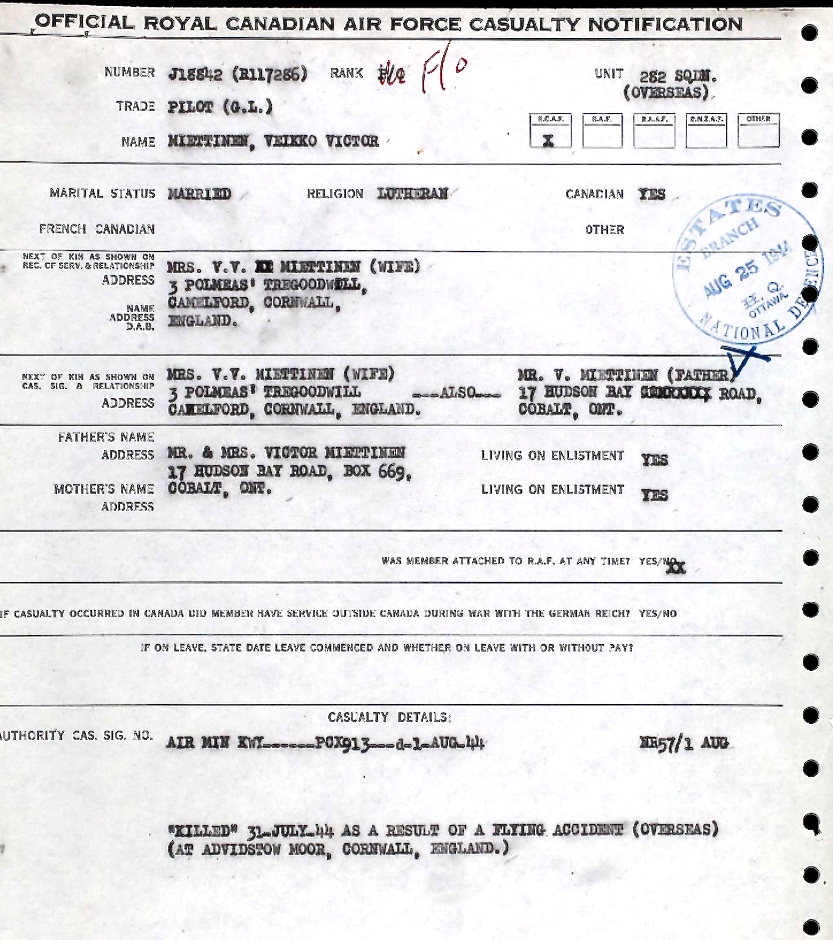 OFFICIAL ROYAL CANADIAN AIR FORCE CASUALTY NOTIFICATION
NUMBER J18842 (R117286) RANK F/O UNIT 282 SQDN.
(OVERSEAS)
TRADE PILOT (G.L.)
R.C.A.F. R.A.F. R.A.A.F. R.N.Z.A.F. OTHER
NAME MIETTINEN, VEIKKO VICTOR X
MARITAL STATUS MARRIED RELIGION LUTHERAN CANADIAN YES
FRENCH CANADIAN OTHER
ESTATES
BRANCH
AUG 25 1944
H. Q.
OTTAWA
NATIONAL DEFENCE
NEXT OF KIN AS SHOWN ON
REC. OF SERV. & RELATIONSHIP MRS. V.V. MIETTINEN (WIFE)
ADDRESS 3 POLMEAS' TREGOODWELL,
NAME CAMELFORD, CORNWALL,
ADDRESS ENGLAND.
D.A.B.
NEXT OF KIN AS SHOWN ON
CAS. SIG. & RELATIONSHIP MRS. V.V. MIETTINEN (WIFE) MR. V. MIETTINEN (FATHER)
3 POLMEAS' TREGOODWILL ----ALSO---- 17 HUDSON BAY ROAD,
ADDRESS CAMELFORD, CORNWALL, ENGLAND. COBALT, ONT.
FATHER'S NAME
ADDRESS MR. & MRS. VICTOR MIETTINEN LIVING ON ENLISTMENT YES
17 HUDSON BAY ROAD, BOX 669,
MOTHER'S NAME COBALT, ONT. LIVING ON ENLISTMENT YES
ADDRESS
WAS MEMBER ATTACHED TO R.A.F. AT ANY TIME? YES/NO XX
IF CASUALTY OCCURRED IN CANADA DID MEMBER HAVE SERVICE OUTSIDE CANADA DURING WAR WITH THE GERMAN REICH? YES/NO
IF ON LEAVE, STATE DATE LEAVE COMMENCED AND WHETHER ON LEAVE WITH OR WITHOUT PAY?
CASUALTY DETAILS:
AUTHORITY CAS. SIG. NO. AIR MIN KWY------PCX913---d-1-AUG-44 NR57/1 AUG
"KILLED" 31-JULY-44 AS A RESULT OF A FLYING ACCIDENT (OVERSEAS)
(AT ADVIDSTOW MOOR, CORNWALL, ENGLAND.)